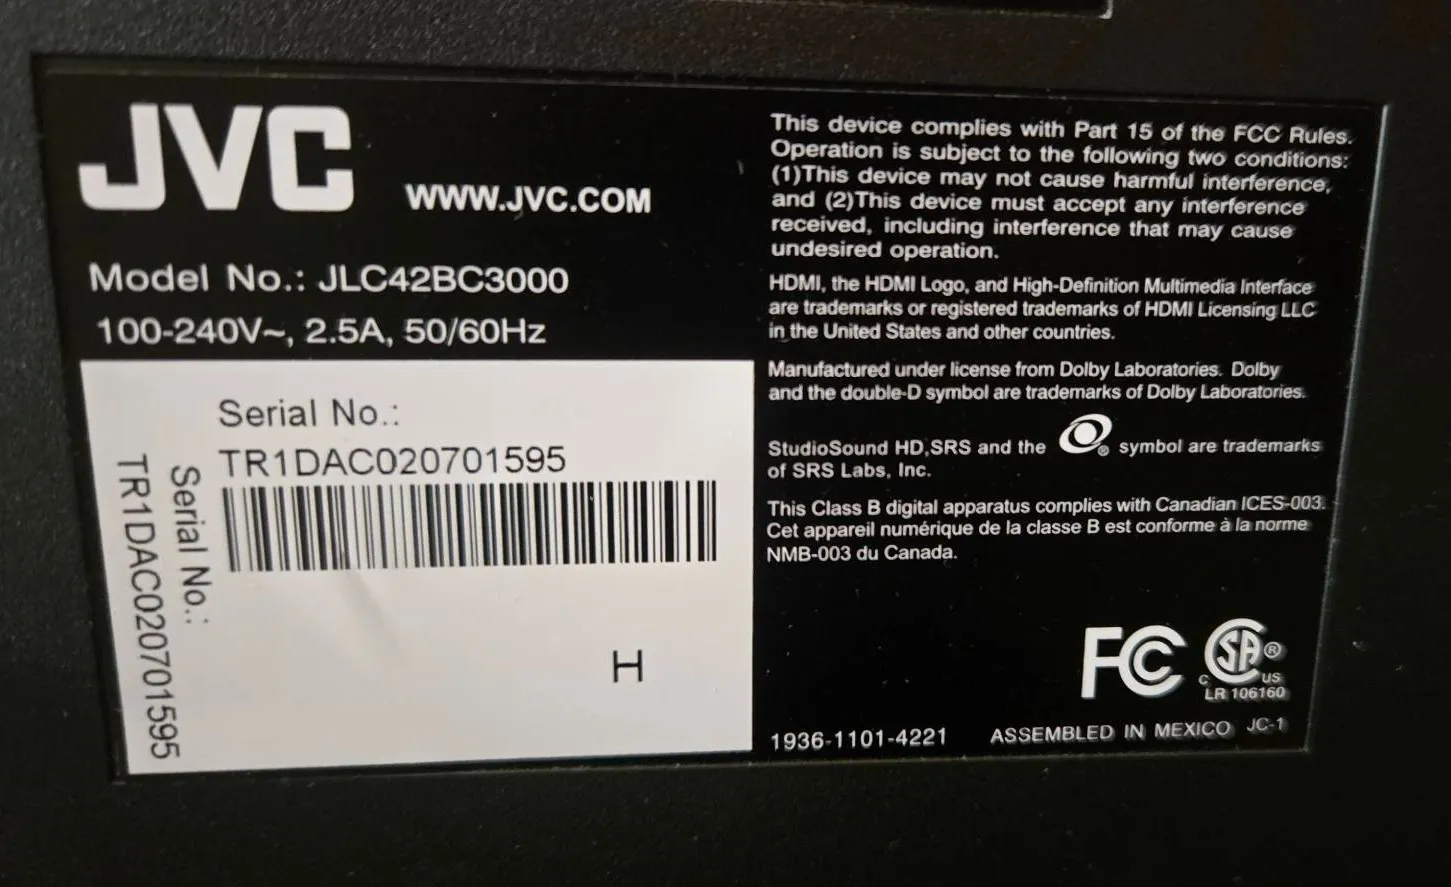 JVC
WWW.JVC.COM
Model No.: JLC42BC3000
100-240V~, 2.5A, 50/60Hz
Serial No.:
TR1DAC020701595
Serial No.:
TR1DAC020701595
H
This device complies with Part 15 of the FCC Rules.
Operation is subject to the following two conditions:
(1)This device may not cause harmful interference,
and (2)This device must accept any interference
received, including interference that may cause
undesired operation.
HDMI, the HDMI Logo, and High-Definition Multimedia Interface
are trademarks or registered trademarks of HDMI Licensing LLC
in the United States and other countries.
Manufactured under license from Dolby Laboratories. Dolby
and the double-D symbol are trademarks of Dolby Laboratories.
StudioSound HD,SRS and the ® symbol are trademarks
of SRS Labs, Inc.
This Class B digital apparatus complies with Canadian ICES-003.
Cet appareil numérique de la classe B est conforme à la norme
NMB-003 du Canada.
FC SA®
C US
LR 106160
1936-1101-4221 ASSEMBLED IN MEXICO JC-1